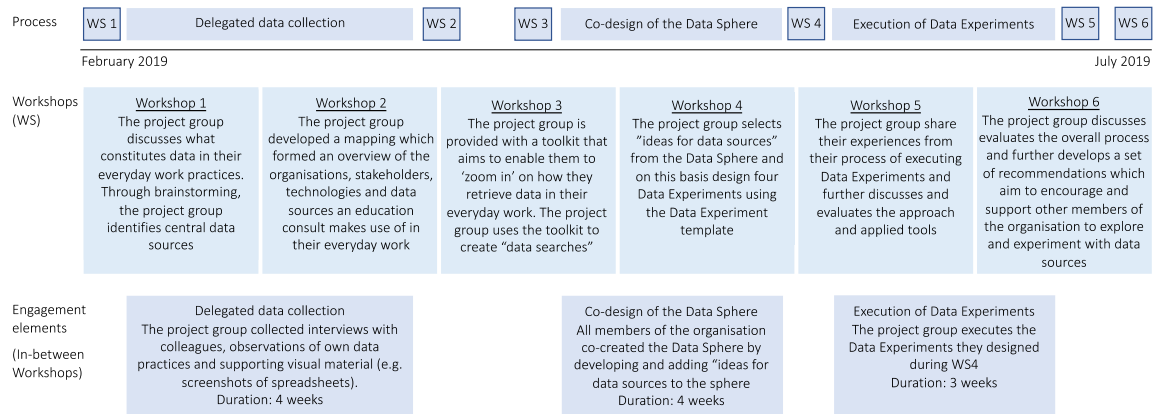 Process
WS 1
Delegated data collection
WS 2
WS 3
Co-design of the Data Sphere
WS 4
Execution of Data Experiments
WS 5
WS 6
February 2019
July 2019
Workshops
(WS)
Workshop 1
The project group
discusses what
constitutes data in their
everyday work practices.
Through brainstorming,
the project group
identifies central data
sources
Workshop 2
The project group
developed a mapping which
formed an overview of the
organisations, stakeholders,
technologies and data
sources an education
consult makes use of in
their everyday work
Workshop 3
The project group is
provided with a toolkit that
aims to enable them to
‘zoom in’ on how they
retrieve data in their
everyday work. The project
group uses the toolkit to
create “data searches”
Workshop 4
The project group selects
“ideas for data sources”
from the Data Sphere and
on this basis design four
Data Experiments using
the Data Experiment
template
Workshop 5
The project group share
their experiences from
their process of executing
Data Experiments and
further discusses and
evaluates the approach
and applied tools
Workshop 6
The project group discusses
evaluates the overall process
and further develops a set
of recommendations which
aim to encourage and
support other members of
the organisation to explore
and experiment with data
sources
Engagement
elements
(In-between
Workshops)
Delegated data collection
The project group collected interviews with
colleagues, observations of own data
practices and supporting visual material (e.g.
screenshots of spreadsheets).
Duration: 4 weeks
Co-design of the Data Sphere
All members of the organisation
co-created the Data Sphere by
developing and adding “ideas for
data sources to the sphere
Duration: 4 weeks
Execution of Data Experiments
The project group executes the
Data Experiments they designed
during WS4
Duration: 3 weeks